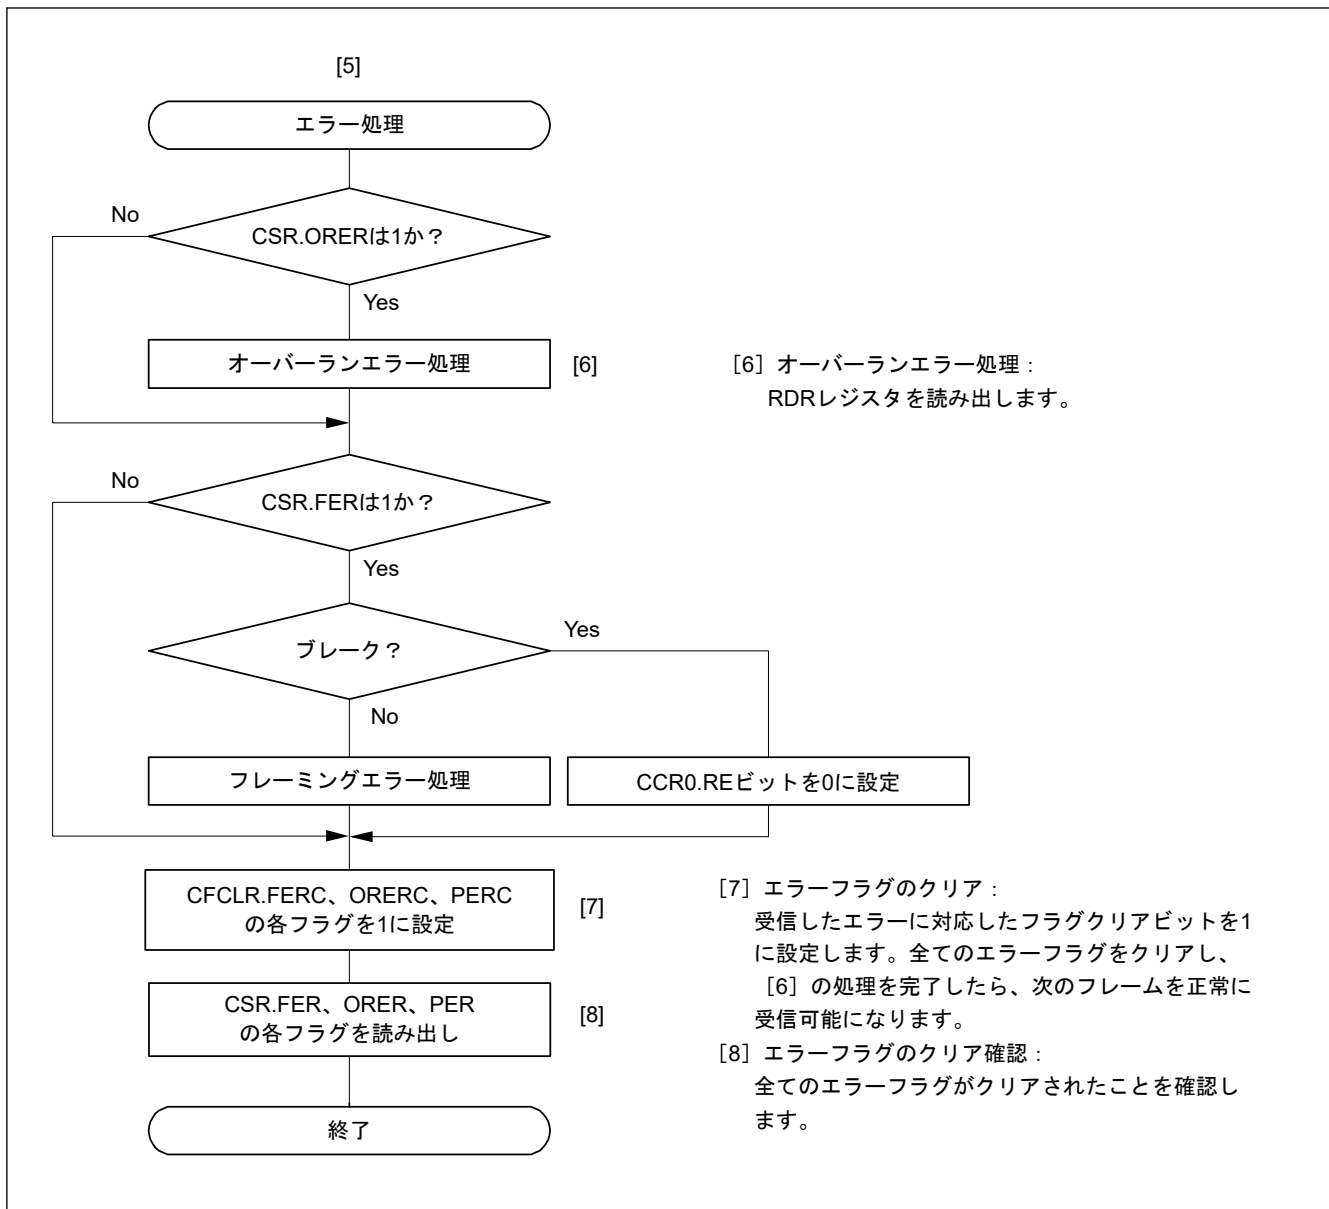 [5]
エラー処理
No
CSR.ORERは1か？
Yes
オーバーランエラー処理
[6]
［6］オーバーランエラー処理：
RDRレジスタを読み出します。
No
CSR.FERは1か？
Yes
ブレーク？
Yes
No
フレーミングエラー処理
CCR0.REビットを0に設定
CFCLR.FERC、ORERC、PERC
の各フラグを1に設定
[7]
［7］エラーフラグのクリア：
受信したエラーに対応したフラグクリアビットを1
に設定します。全てのエラーフラグをクリアし、
［6］の処理を完了したら、次のフレームを正常に
受信可能になります。
CSR.FER、ORER、PER
の各フラグを読み出し
[8]
［8］エラーフラグのクリア確認：
全てのエラーフラグがクリアされたことを確認し
ます。
終了